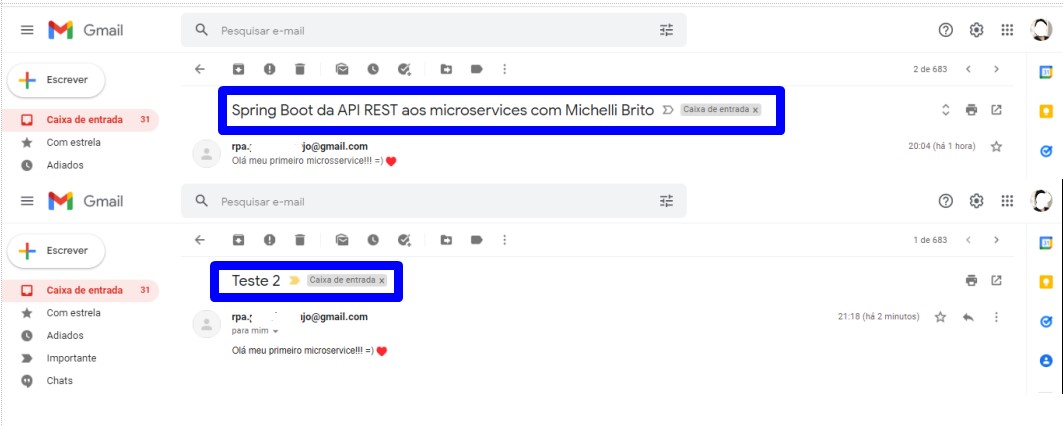 Gmail
Pesquisar e-mail
Escrever
2 de 683
Caixa de entrada 31
Spring Boot da API REST aos microservices com Michelli Brito Caixa de entrada x
Com estrela
rpa. jo@gmail.com
20:04 (há 1 hora)
Adiados
Olá meu primeiro microsservice!!! =) ♥
Gmail
Pesquisar e-mail
Escrever
1 de 683
Caixa de entrada 31
Teste 2 Caixa de entrada x
Com estrela
rpa. jo@gmail.com
21:18 (há 2 minutos)
Adiados
para mim
Importante
Olá meu primeiro microservice!!! =) ♥
Chats